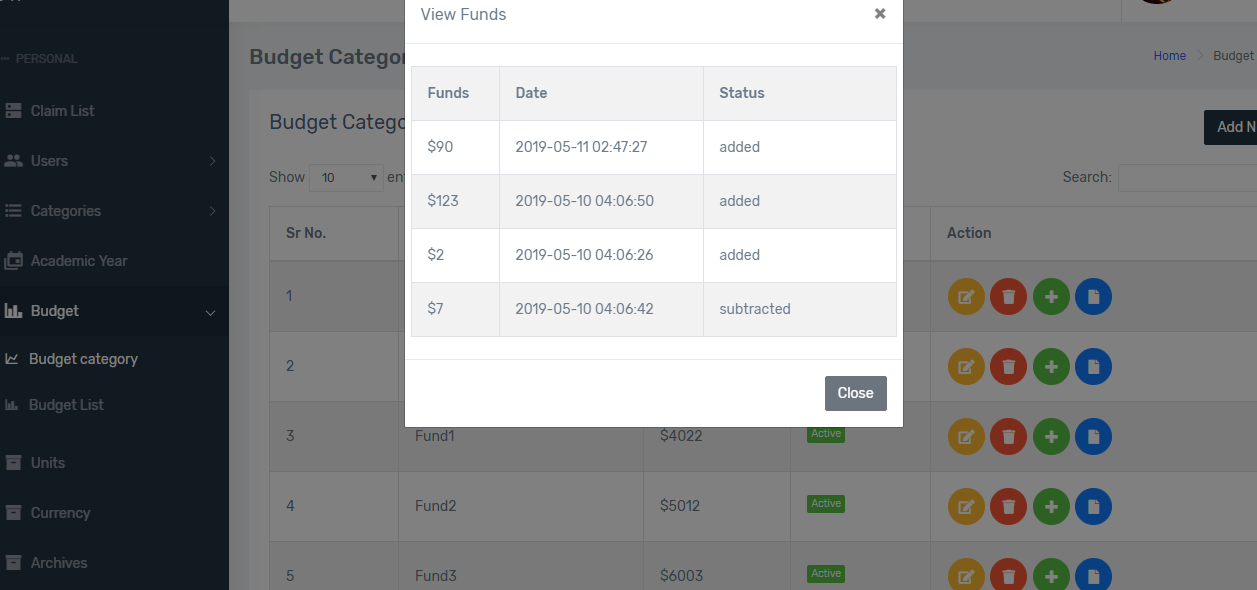 View Funds ×
PERSONAL
Budget
Home > Budget
Claim List
Funds Date Status
Budget
Add N
$90 2019-05-11 02:47:27 added
Users
Show 10
Search:
$123 2019-05-10 04:06:50 added
Categories
Sr No. Action
$2 2019-05-10 04:06:26 added
Academic Year
1
$7 2019-05-10 04:06:42 subtracted
Budget
Budget category
2
Close
Budget List
3 Fund1 $4022 Active
Units
4 Fund2 $5012 Active
Currency
Archives
5 Fund3 $6003 Active